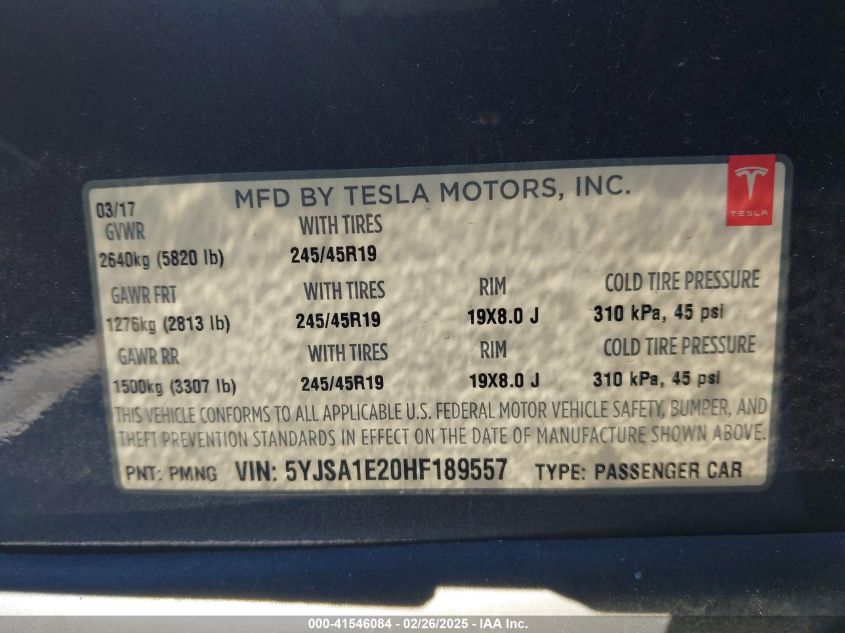 MFD BY TESLA MOTORS, INC.
TESLA
03/17
GVWR WITH TIRES
2640kg (5820 lb) 245/45R19
GAWR FRT WITH TIRES RIM COLD TIRE PRESSURE
1276kg (2813 lb) 245/45R19 19X8.0 J 310 kPa, 45 psi
GAWR RR WITH TIRES RIM COLD TIRE PRESSURE
1500kg (3307 lb) 245/45R19 19X8.0 J 310 kPa, 45 psi
THIS VEHICLE CONFORMS TO ALL APPLICABLE U.S. FEDERAL MOTOR VEHICLE SAFETY, BUMPER, AND
THEFT PREVENTION STANDARDS IN EFFECT ON THE DATE OF MANUFACTURE SHOWN ABOVE.
PNT: PMNG VIN: 5YJSA1E20HF189557 TYPE: PASSENGER CAR
000-41546084 - 02/26/2025 - IAA Inc.